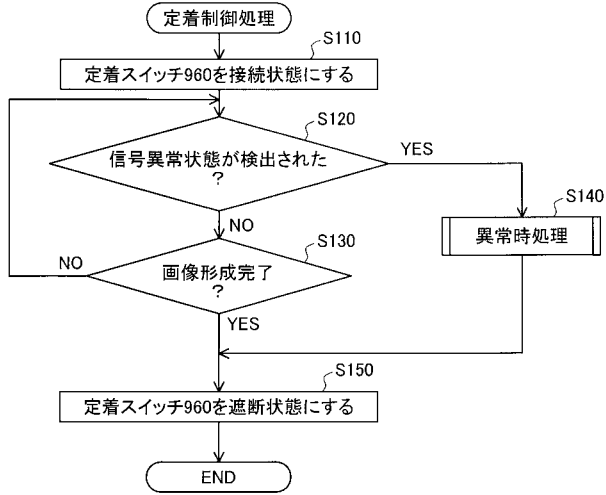 定着制御処理
S110
定着スイッチ960を接続状態にする
S120
信号異常状態が検出された
?
YES
NO
S140
異常時処理
S130
画像形成完了
?
NO
YES
S150
定着スイッチ960を遮断状態にする
END